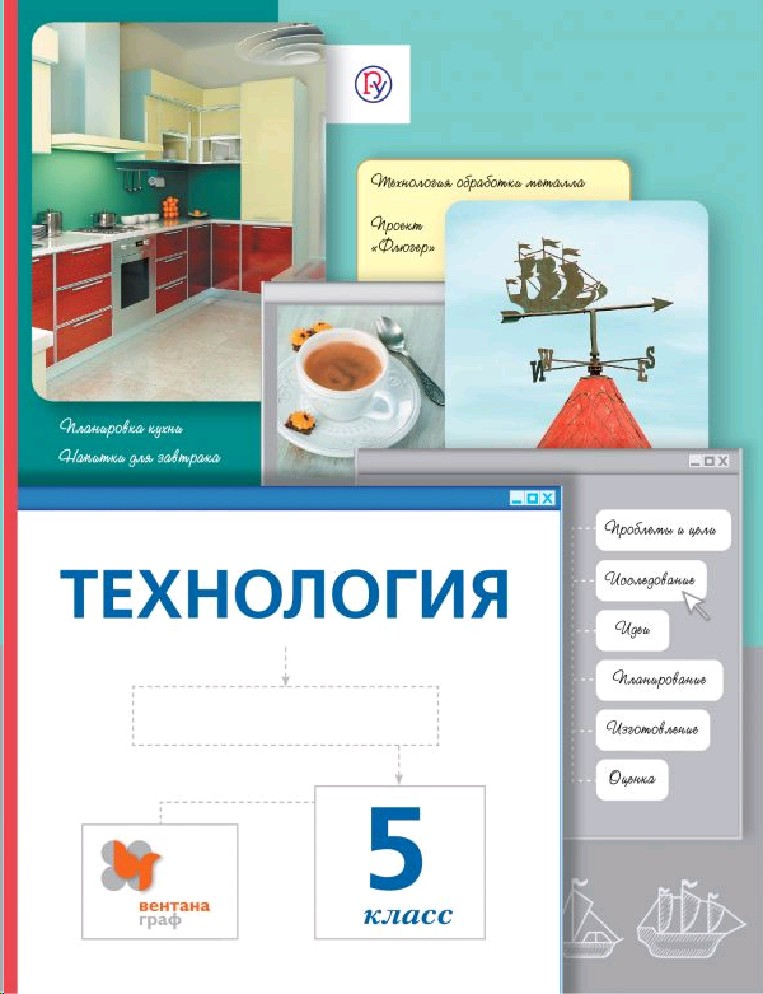 РУ
Технология обработки металла
Проект
«Флюгер»
N
W
E
S
Планировка кухни
Напитки для завтрака
Проблемы и цели
Исследование
Идеи
Планирование
Изготовление
Оценка
ТЕХНОЛОГИЯ
5
класс
вентана
граф